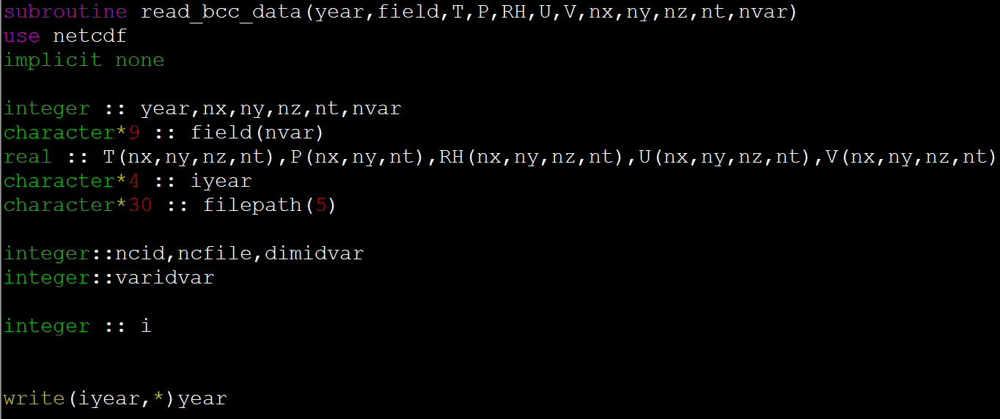 subroutine read_bcc_data(year,field,T,P,RH,U,V,nx,ny,nz,nt,nvar)
use netcdf
implicit none
integer :: year,nx,ny,nz,nt,nvar
character*9 :: field(nvar)
real :: T(nx,ny,nz,nt),P(nx,ny,nt),RH(nx,ny,nz,nt),U(nx,ny,nz,nt),V(nx,ny,nz,nt)
character*4 :: iyear
character*30 :: filepath(5)
integer::ncid,ncfile,dimidvar
integer::varidvar
integer :: i
write(iyear,*)year